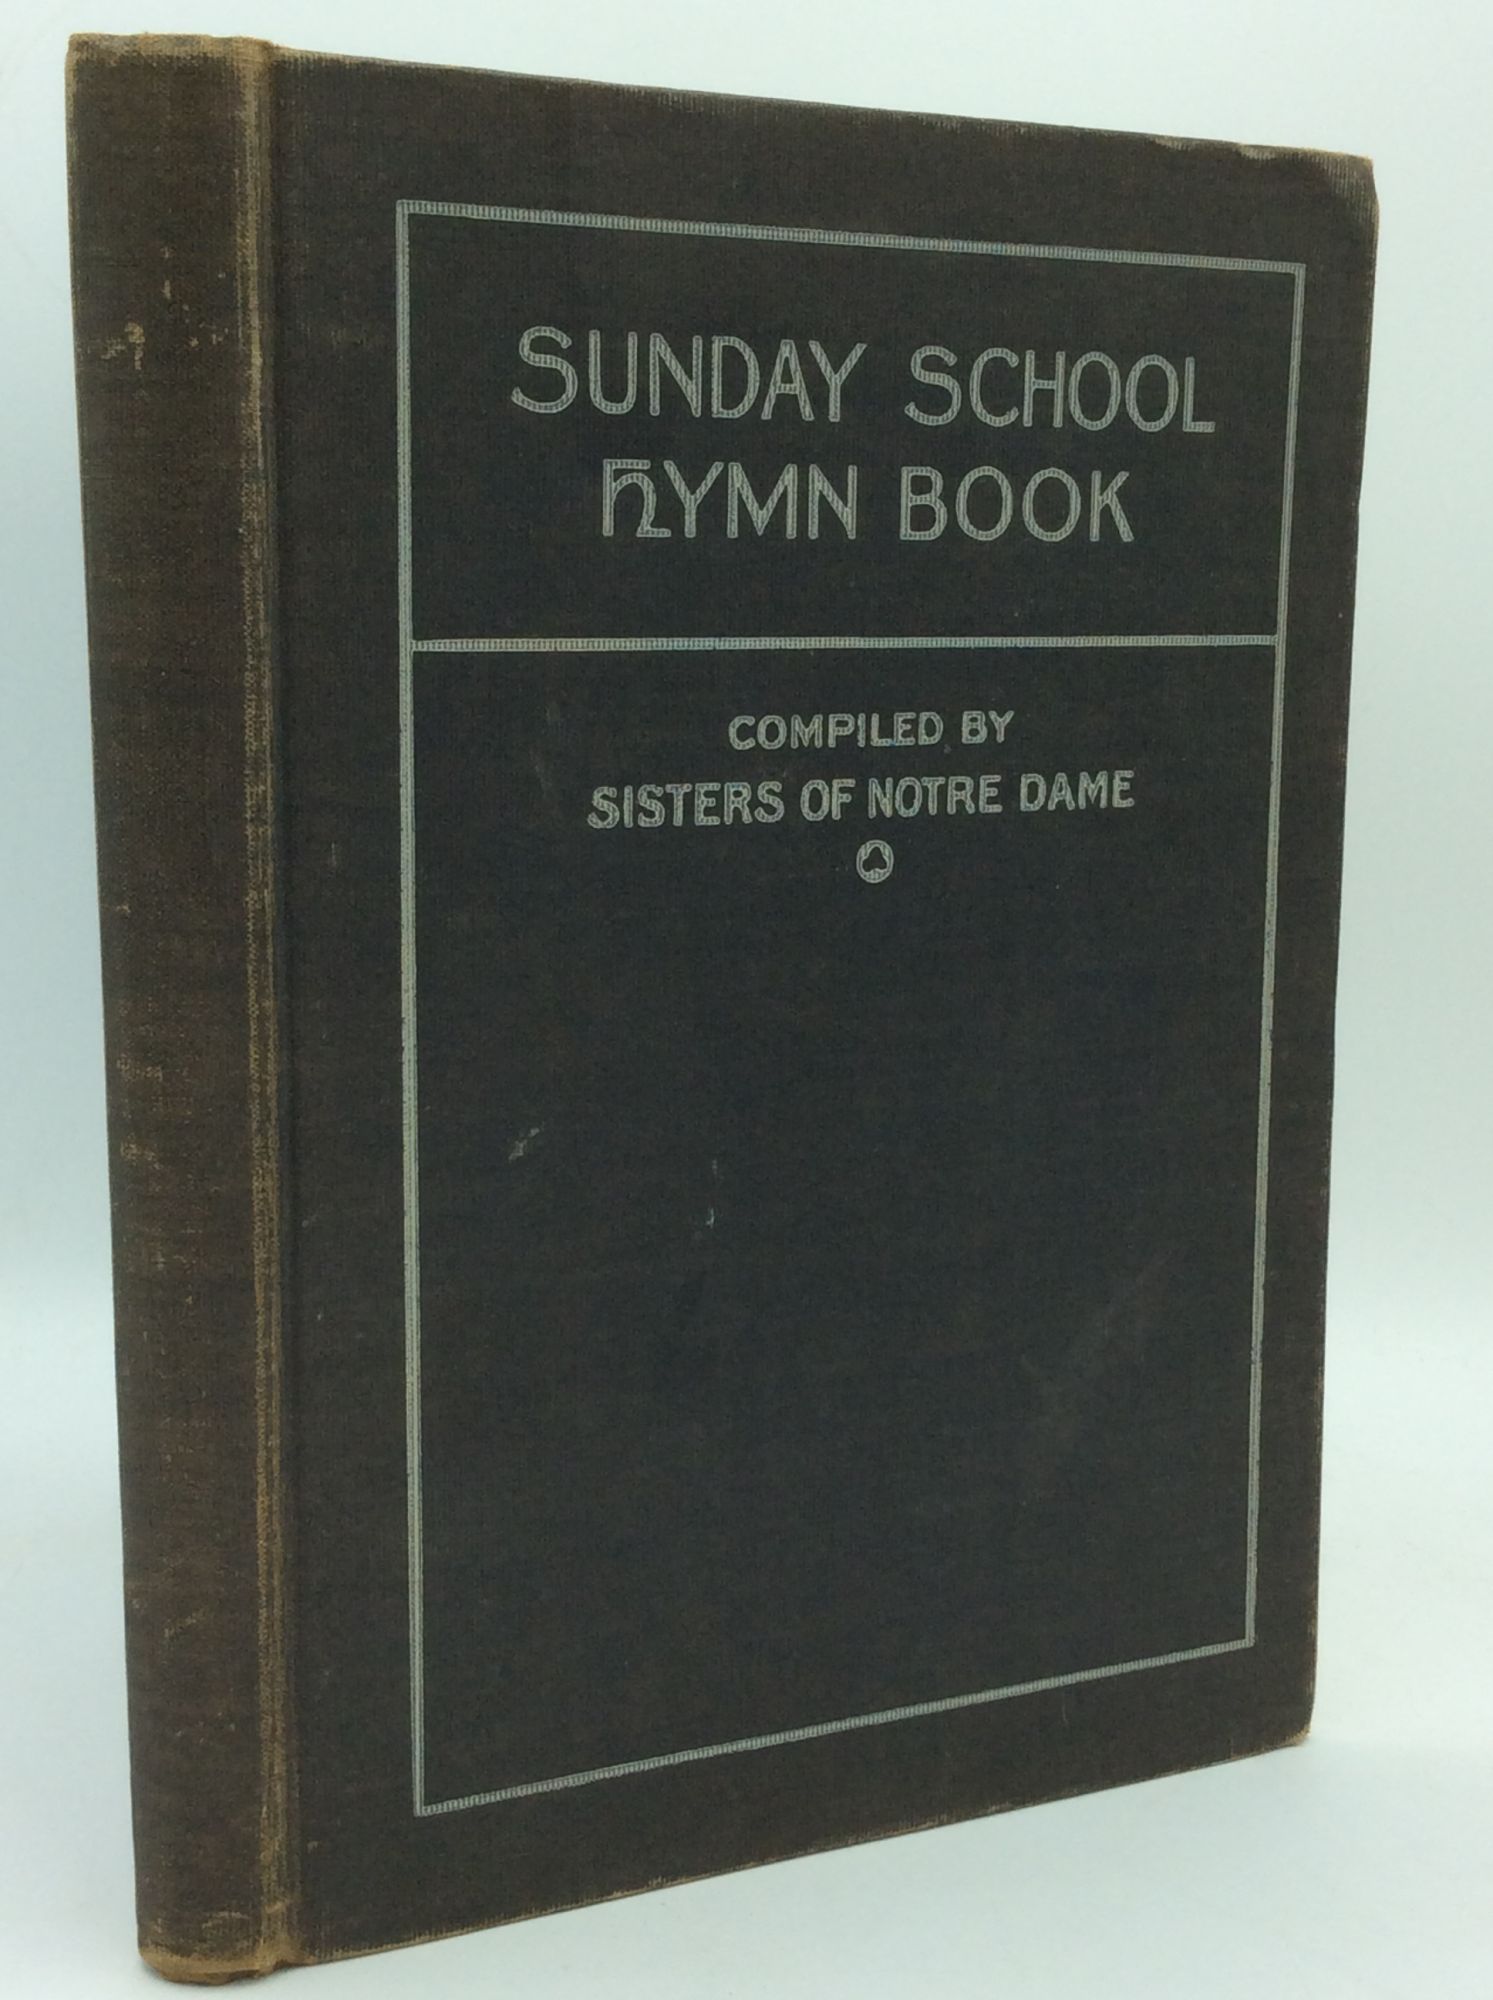 SUNDAY SCHOOL
HYMN BOOK
COMPILED BY
SISTERS OF NOTRE DAME